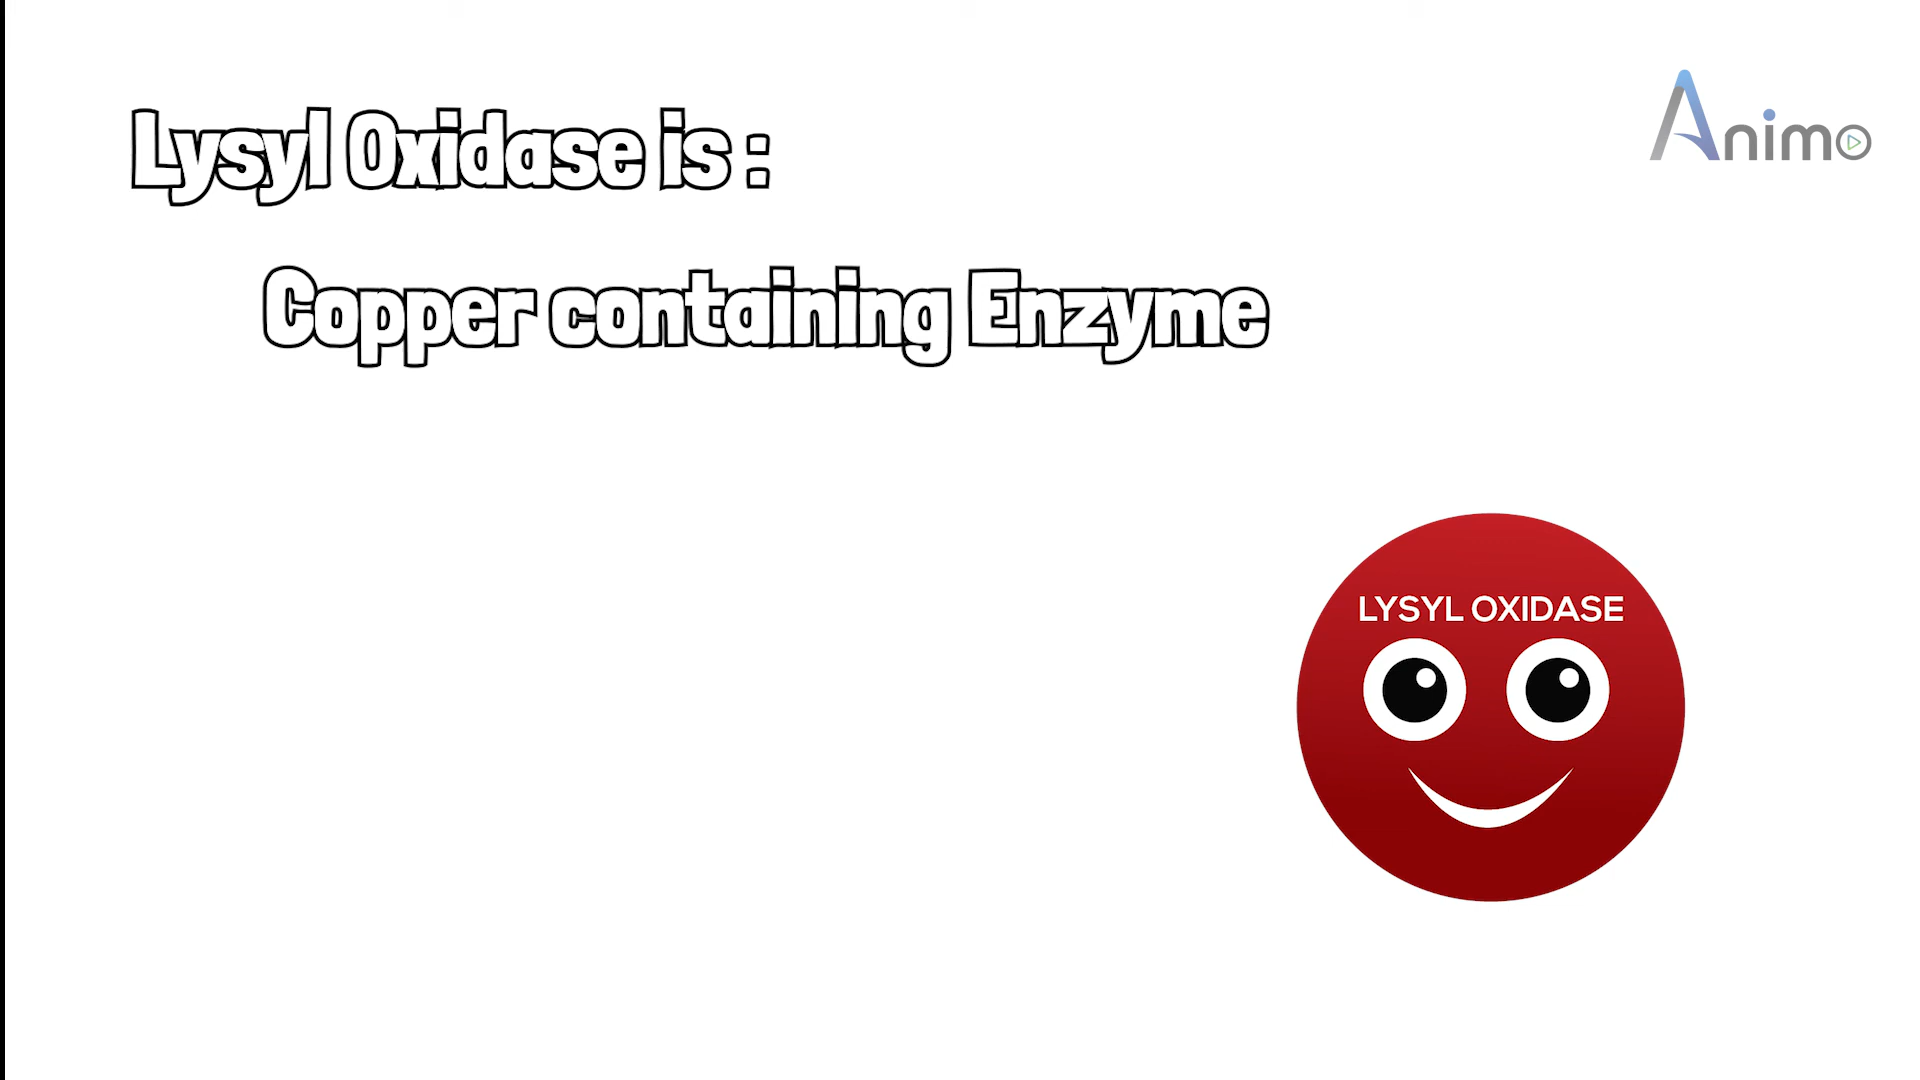 Lysyl Oxidase is :
Animo
Copper containing Enzyme
LYSYL OXIDASE